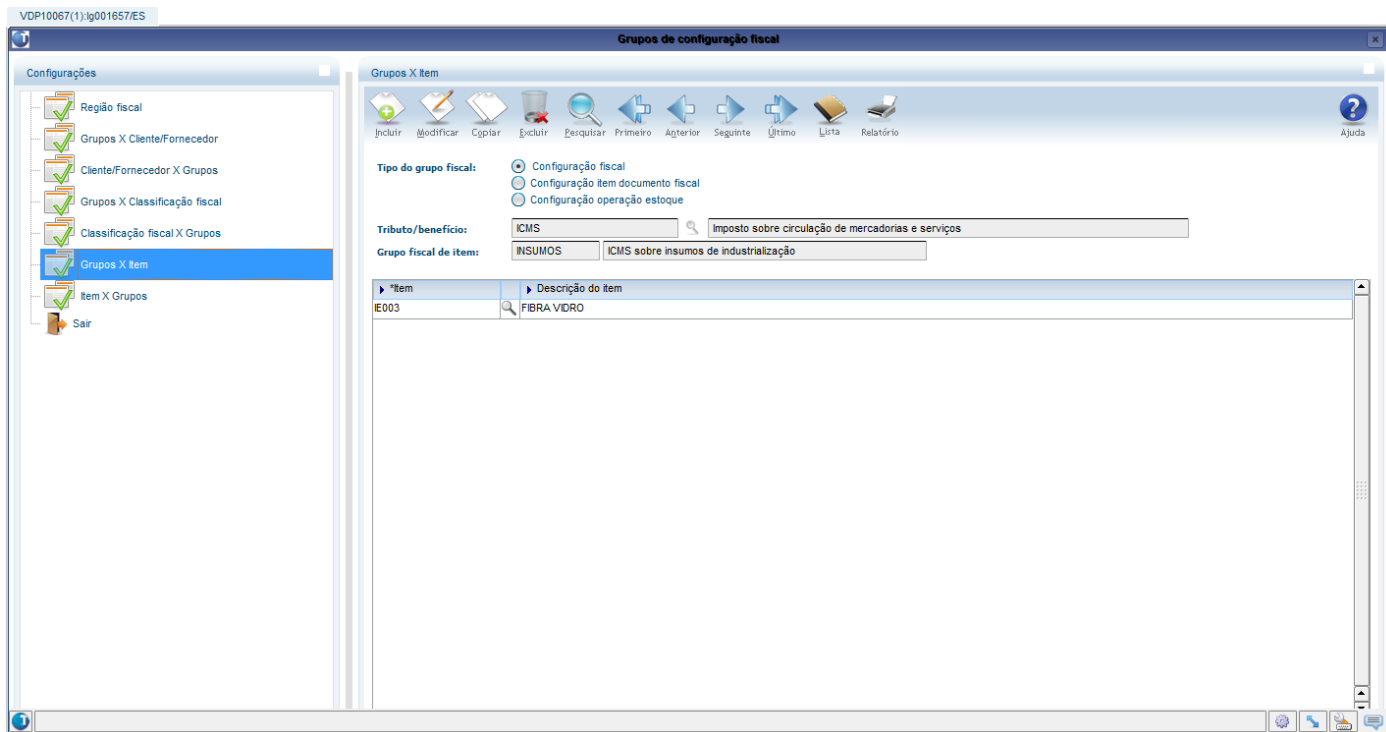 VDP10067(1):lg001657/ES
Grupos de configuração fiscal
Configurações
Região fiscal
Grupos X Cliente/Fornecedor
Cliente/Fornecedor X Grupos
Grupos X Classificação fiscal
Classificação fiscal X Grupos
Grupos X Item
Item X Grupos
Sair
Grupos X Item
Incluir Modificar Copiar Excluir Pesquisar Primeiro Anterior Seguinte Último Lista Relatório Ajuda
Tipo do grupo fiscal: Configuração fiscal
Configuração item documento fiscal
Configuração operação estoque
Tributo/benefício: ICMS Imposto sobre circulação de mercadorias e serviços
Grupo fiscal de item: INSUMOS ICMS sobre insumos de industrialização
*Item Descrição do item
IE003 FIBRA VIDRO